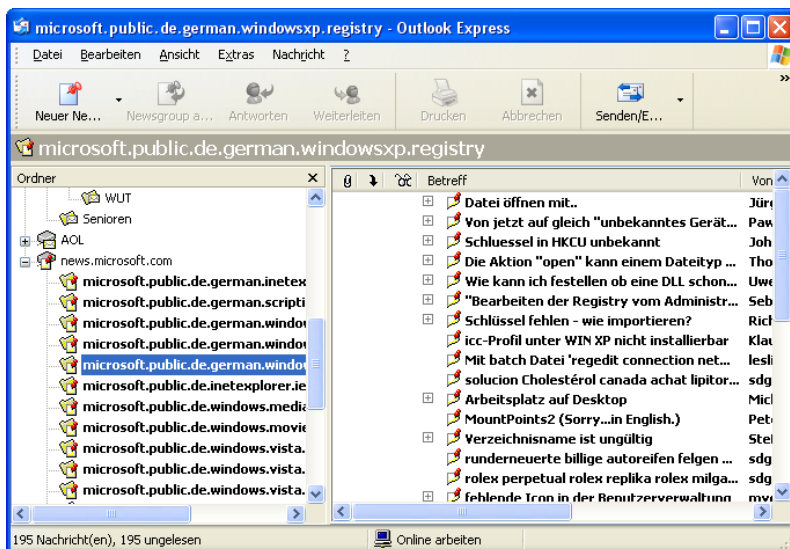 microsoft.public.de.german.windowsxp.registry - Outlook Express
Datei Bearbeiten Ansicht Extras Nachricht ?
»
Neuer Ne... Newsgroup a... Antworten Weiterleiten Drucken Abbrechen Senden/E...
microsoft.public.de.german.windowsxp.registry
Ordner
WUT
Senioren
AOL
news.microsoft.com
microsoft.public.de.german.inetex
microsoft.public.de.german.scripti
microsoft.public.de.german.windo
microsoft.public.de.german.windo
microsoft.public.de.german.windo
microsoft.public.de.inetexplorer.ie
microsoft.public.de.windows.media
microsoft.public.de.windows.movie
microsoft.public.de.windows.vista.
microsoft.public.de.windows.vista.
microsoft.public.de.windows.vista.
Betreff Von
Datei öffnen mit.. Jürg
Von jetzt auf gleich "unbekanntes Gerät... Paw
Schluessel in HKCU unbekannt Joh
Die Aktion "open" kann einem Dateityp ... Tho
Wie kann ich festellen ob eine DLL schon... Uwe
"Bearbeiten der Registry vom Administr... Seb
Schlüssel fehlen - wie importieren? Rich
icc-Profil unter WIN XP nicht installierbar Klau
Mit batch Datei 'regedit connection net... lesli
solucion Cholestérol canada achat lipitor... sdg
Arbeitsplatz auf Desktop Mich
MountPoints2 (Sorry...in English.) Pet
Verzeichnisname ist ungültig Ste
runderneuerte billige autoreifen felgen ... sdg
rolex perpetual rolex replika rolex milga... sdg
fehlende Icon in der Benutzerverwaltung
195 Nachricht(en), 195 ungelesen Online arbeiten